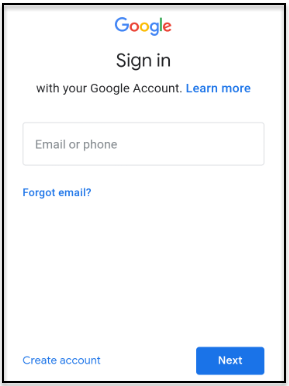 Google
Sign in
with your Google Account. Learn more
Email or phone
Forgot email?
Create account
Next